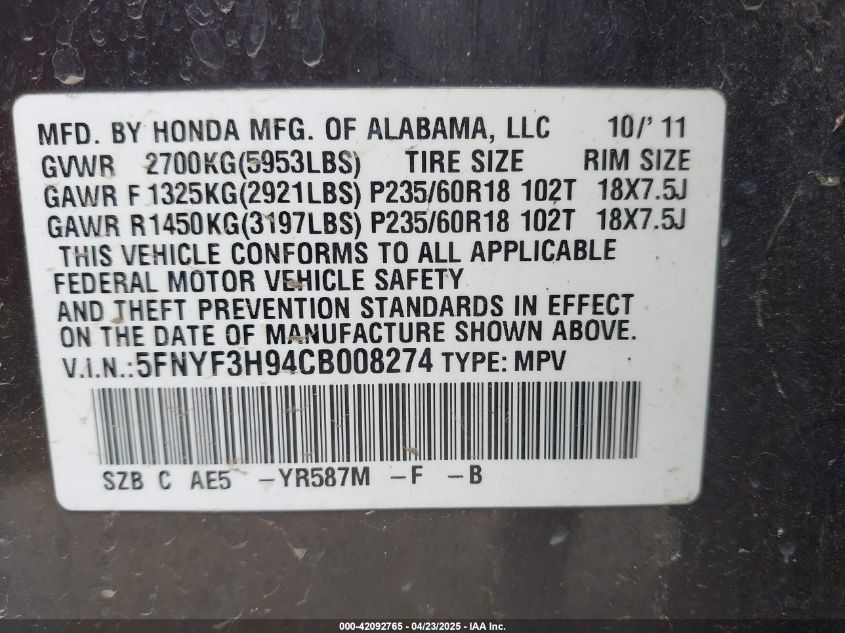 MFD. BY HONDA MFG. OF ALABAMA, LLC 10/'11
GVWR 2700KG(5953LBS) TIRE SIZE RIM SIZE
GAWR F 1325KG(2921LBS) P235/60R18 102T 18X7.5J
GAWR R1450KG(3197LBS) P235/60R18 102T 18X7.5J
THIS VEHICLE CONFORMS TO ALL APPLICABLE
FEDERAL MOTOR VEHICLE SAFETY
AND THEFT PREVENTION STANDARDS IN EFFECT
ON THE DATE OF MANUFACTURE SHOWN ABOVE.
V.I.N.:5FNYF3H94CB008274 TYPE: MPV
SZB C AE5 -YR587M -F -B
000-42092765 - 04/23/2025 - IAA Inc.